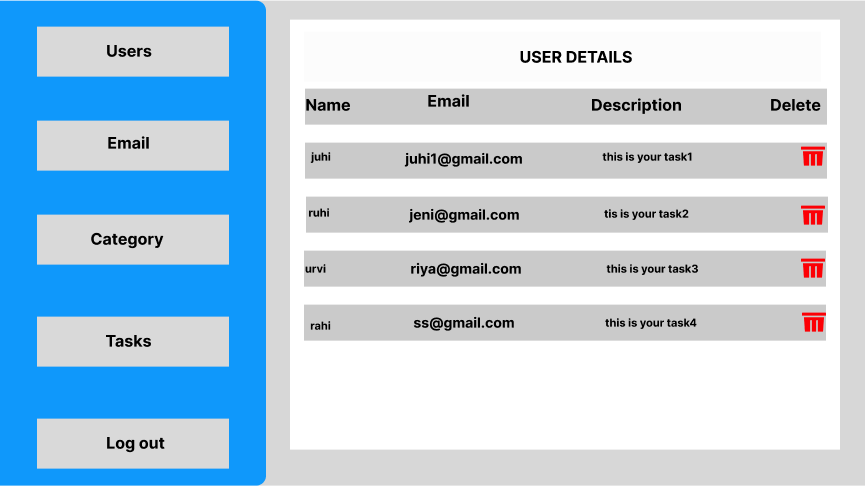 Users
Email
Category
Tasks
Log out
USER DETAILS
Name Email Description Delete
juhi juhi1@gmail.com this is your task1
ruhi jeni@gmail.com tis is your task2
urvi riya@gmail.com this is your task3
rahi ss@gmail.com this is your task4